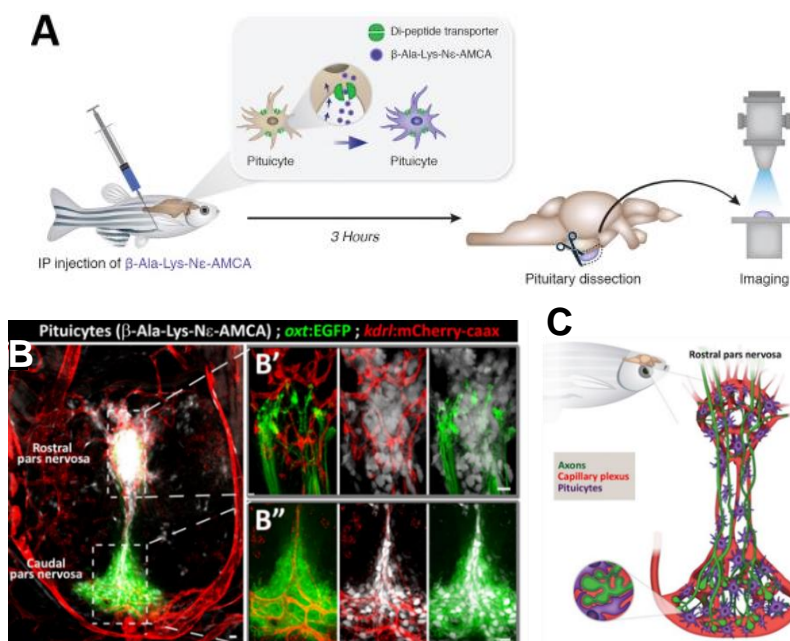 A
Di-peptide transporter
β-Ala-Lys-Nε-AMCA
Pituicyte
Pituicyte
3 Hours
IP injection of β-Ala-Lys-Nε-AMCA
Pituitary dissection
Imaging
B
Pituicytes (β-Ala-Lys-Nε-AMCA) ; oxt:EGFP ; kdrl:mCherry-caax
Rostral
pars nervosa
Caudal
pars nervosa
B'
B"
C
Rostral pars nervosa
Axons
Capillary plexus
Pituicytes